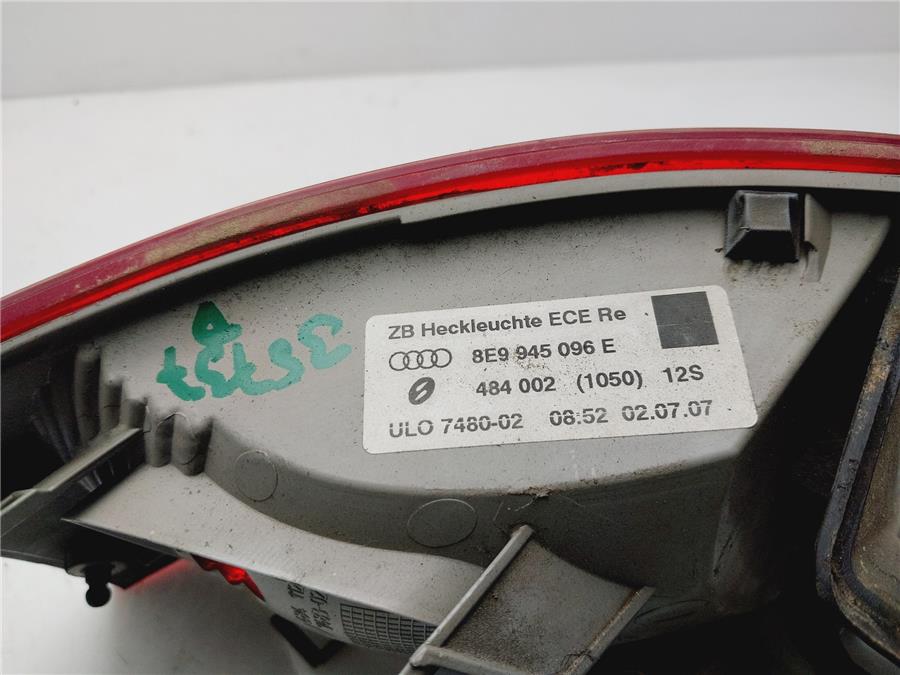 ZB Heckleuchte ECE Re
8E9 945 096 E
484 002 (1050) 12S
ULO 7480-02 08:52 02.07.07